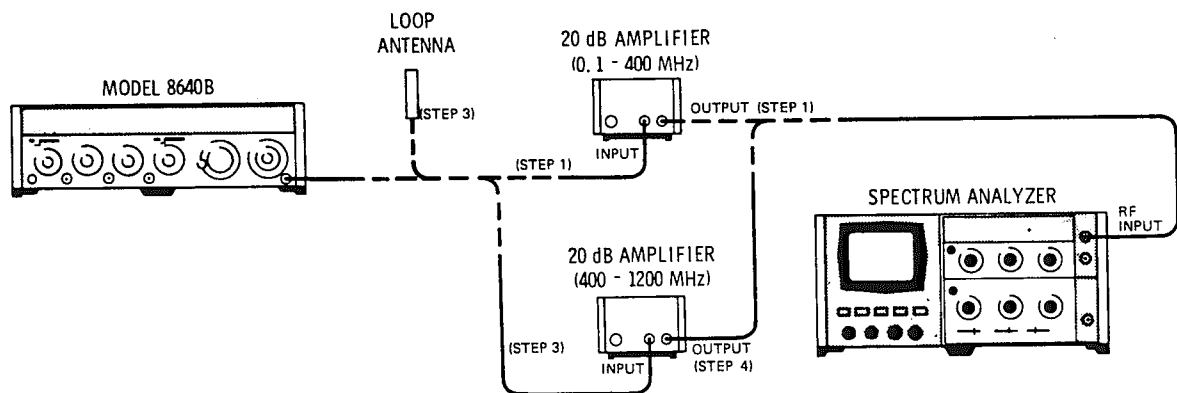 LOOP
ANTENNA
20 dB AMPLIFIER
(0.1 - 400 MHz)
MODEL 8640B
(STEP 3)
OUTPUT (STEP 1)
INPUT
(STEP 1)
SPECTRUM ANALYZER
RF
INPUT
20 dB AMPLIFIER
(400 - 1200 MHz)
(STEP 3)
OUTPUT
(STEP 4)
INPUT